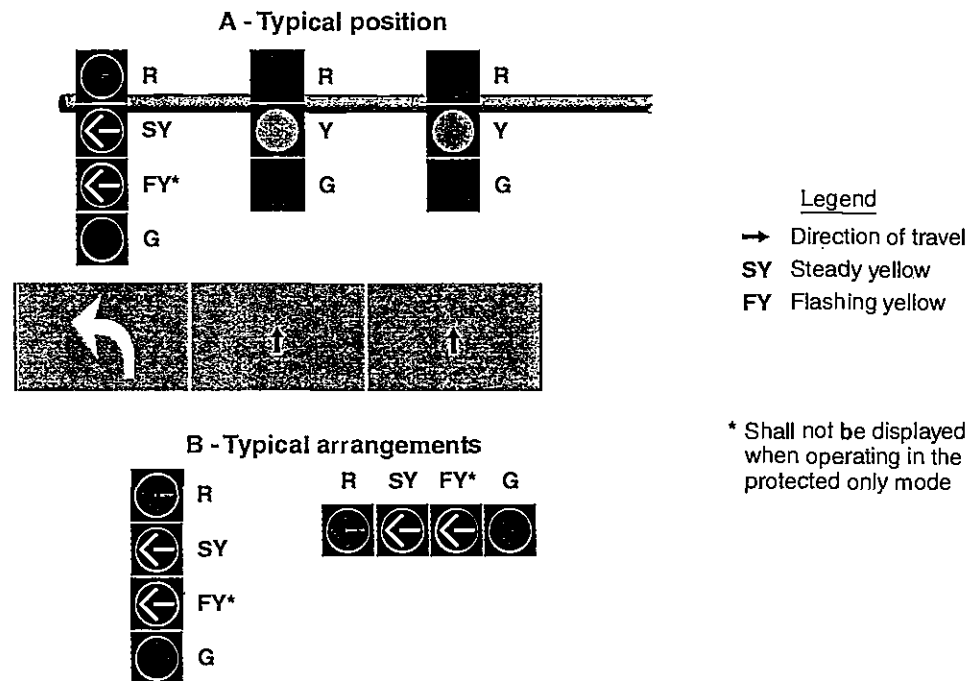 A - Typical position
R R R
SY Y Y
FY* G G
G
Legend
Direction of travel
SY Steady yellow
FY Flashing yellow
B - Typical arrangements
R
SY
FY*
G
R SY FY* G
* Shall not be displayed
when operating in the
protected only mode